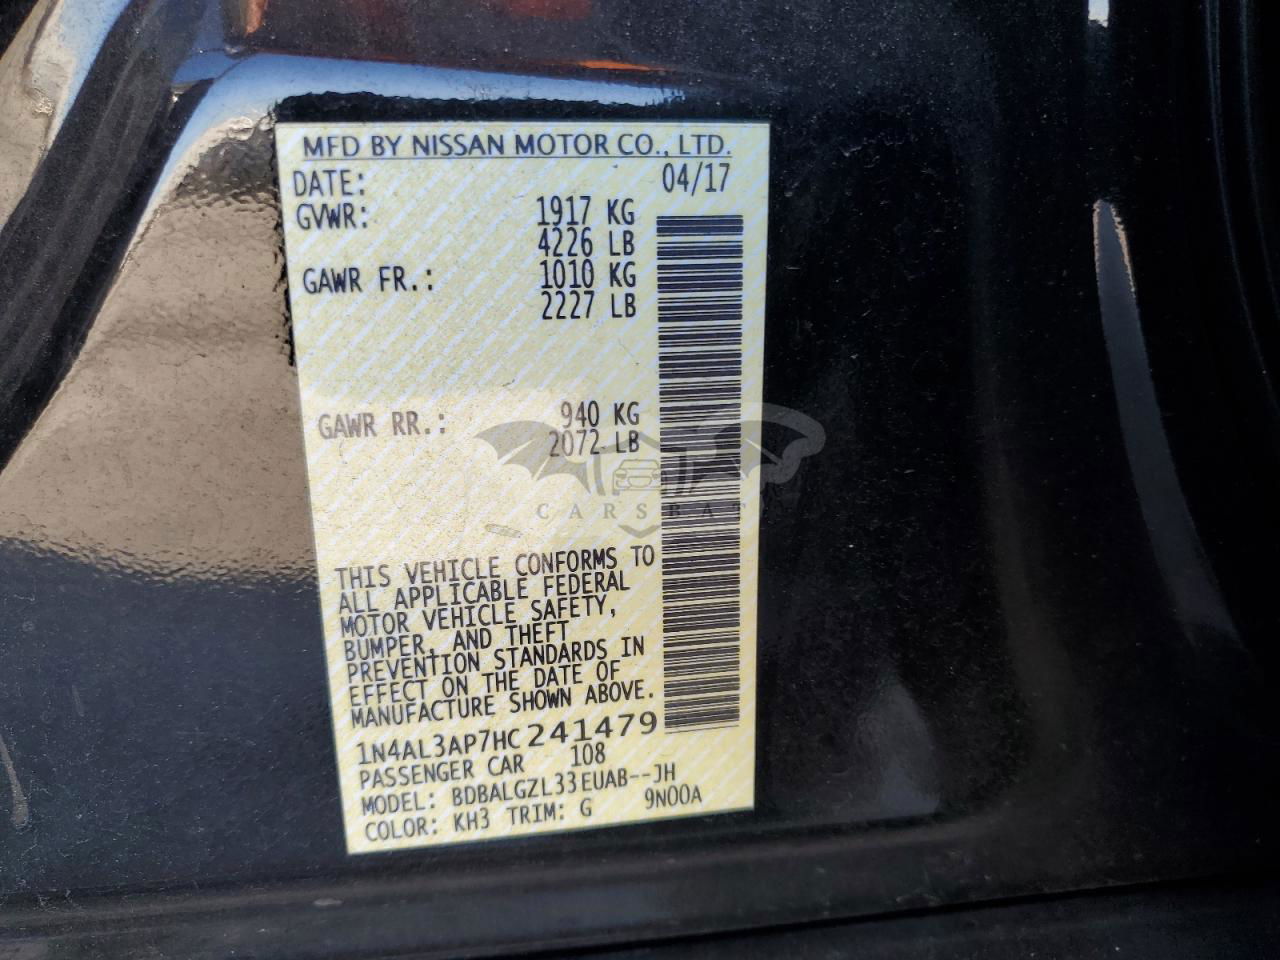 MFD BY NISSAN MOTOR CO., LTD.
DATE: 04/17
GVWR: 1917 KG
4226 LB
GAWR FR.: 1010 KG
2227 LB
GAWR RR.: 940 KG
2072 LB
CARSBAT
THIS VEHICLE CONFORMS TO
ALL APPLICABLE FEDERAL
MOTOR VEHICLE SAFETY,
BUMPER, AND THEFT
PREVENTION STANDARDS IN
EFFECT ON THE DATE OF
MANUFACTURE SHOWN ABOVE.
1N4AL3AP7HC241479
PASSENGER CAR 108
MODEL: BDBALGZL33EUAB--JH
COLOR: KH3 TRIM: G 9N00A